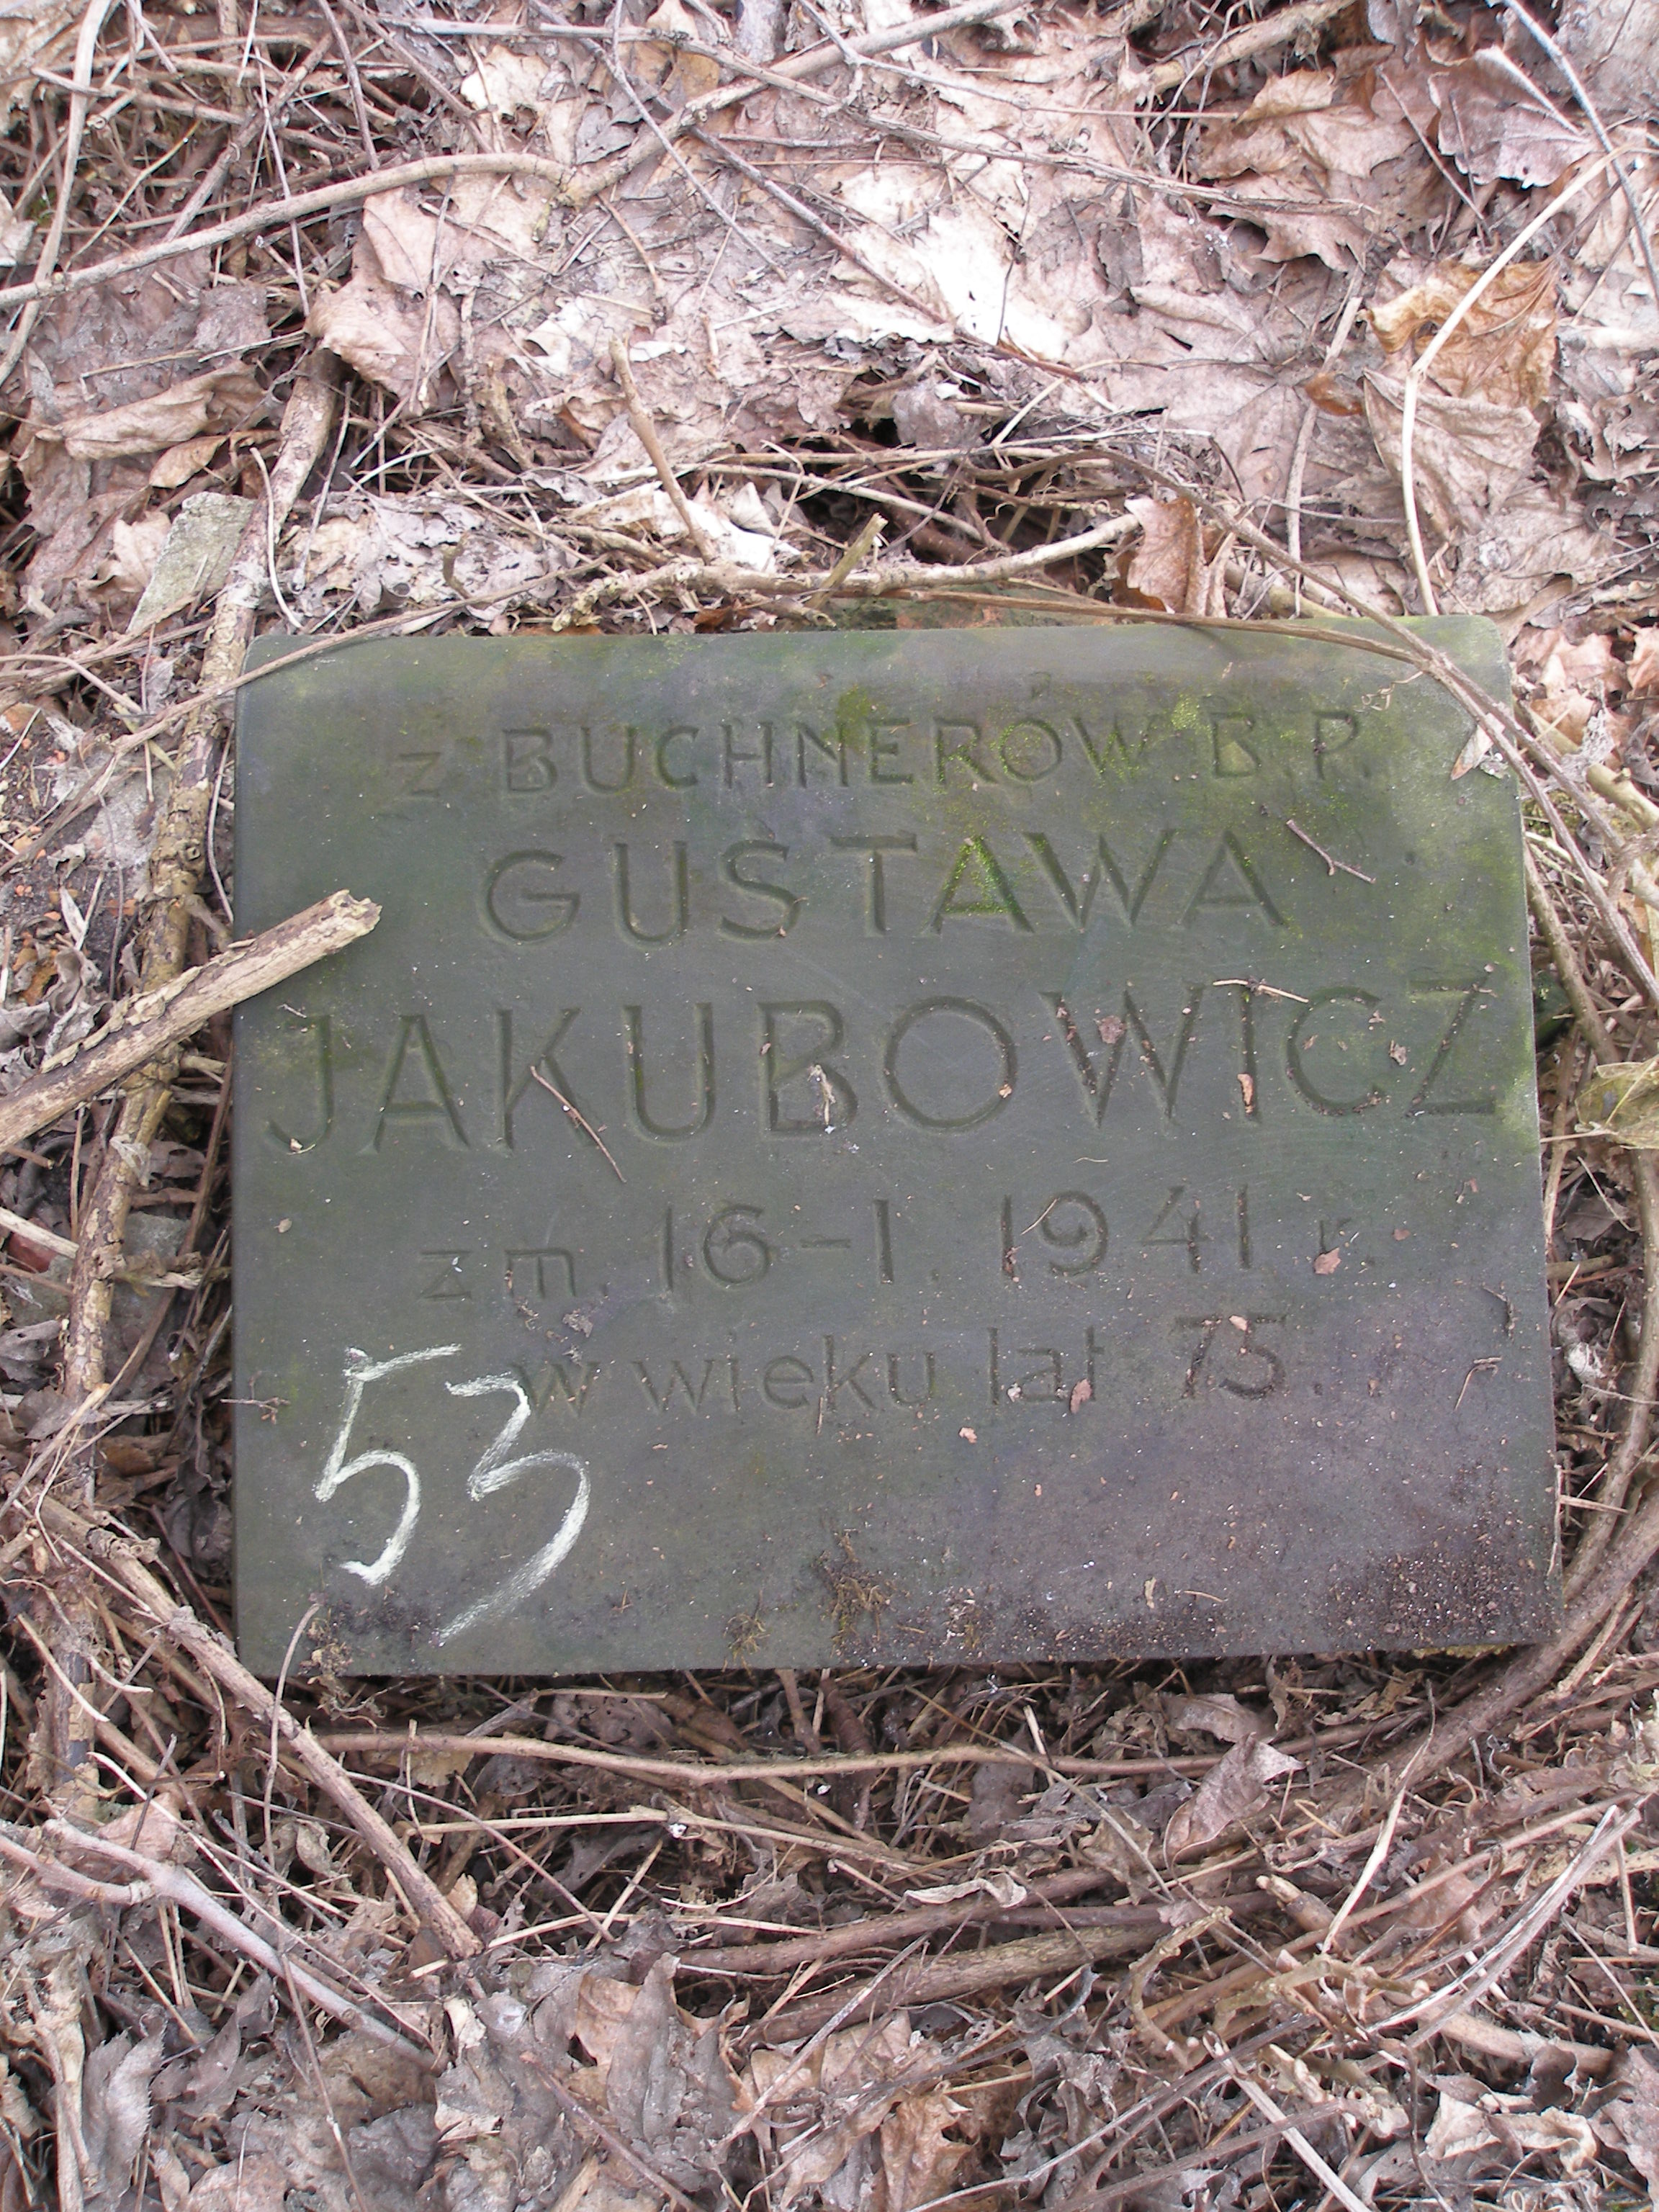 z BUCHNERÓW B.P.
GUSTAWA
JAKUBOWICZ
zm. 16-I. 1941 r.
w wieku lat 75.
53